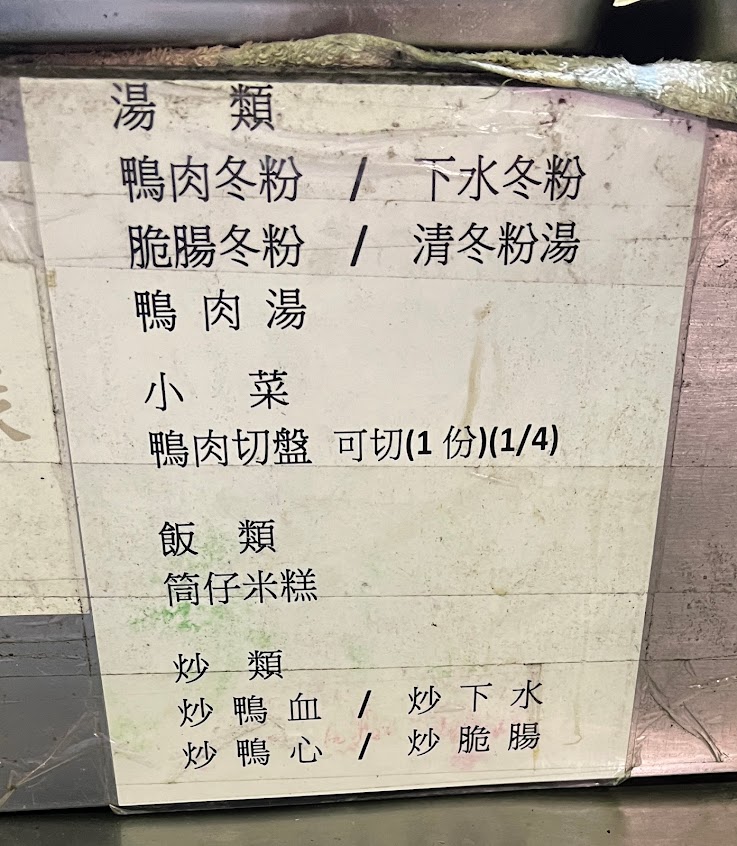 湯 類
鴨肉冬粉 / 下水冬粉
脆腸冬粉 / 清冬粉湯
鴨肉湯
小 菜
鴨肉切盤 可切(1 份)(1/4)
飯 類
筒仔米糕
炒 類
炒鴨血 / 炒下水
炒鴨心 / 炒脆腸